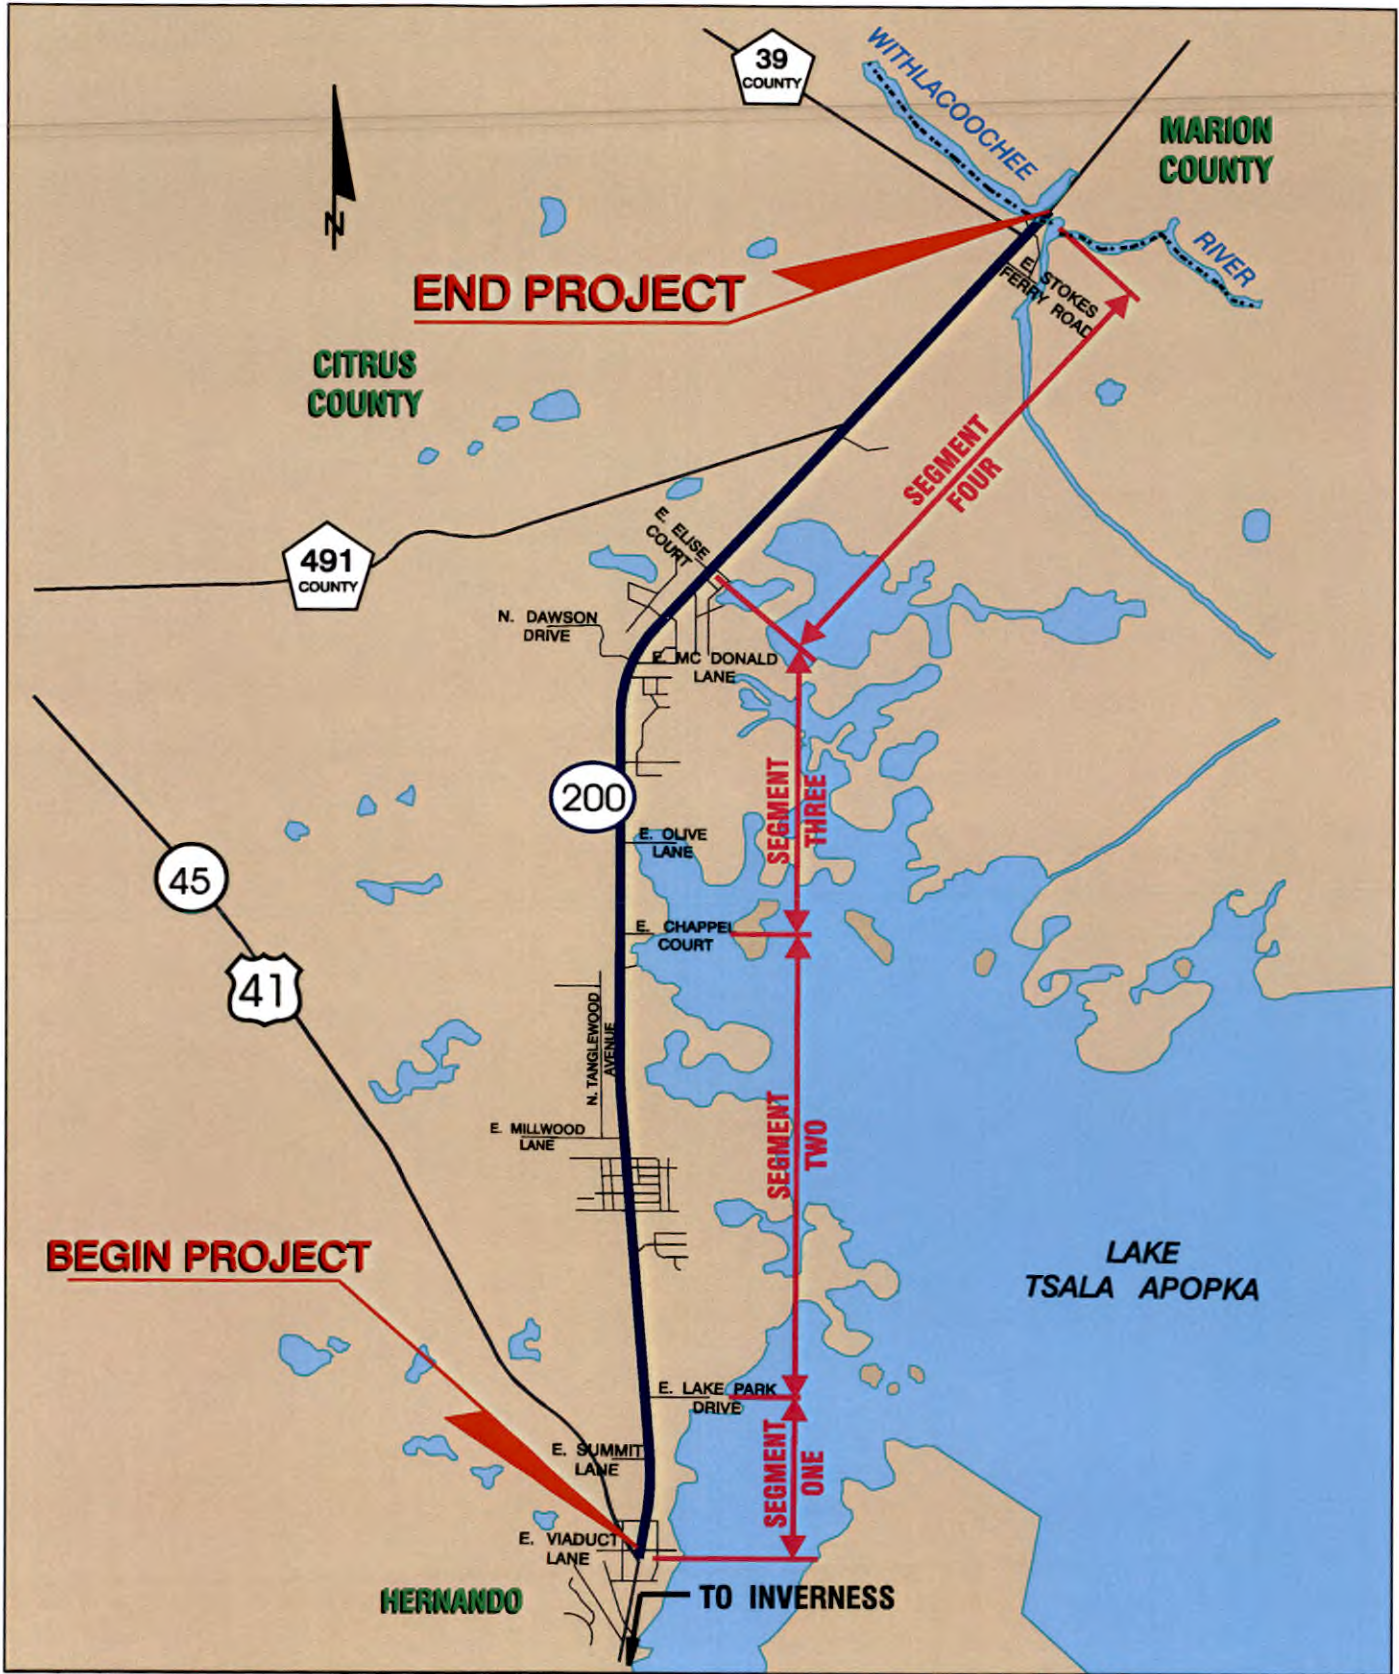 39
COUNTY
WITHLACOOCHEE
RIVER
MARION
COUNTY
N
END PROJECT
E. STOKES
FERRY ROAD
CITRUS
COUNTY
SEGMENT
FOUR
491
COUNTY
E. ELISE
COURT
N. DAWSON
DRIVE
E. MC DONALD
LANE
200
SEGMENT
THREE
E. OLIVE
LANE
45
41
E. CHAPPEL
COURT
N. TANGLEWOOD
AVENUE
E. MILLWOOD
LANE
SEGMENT
TWO
BEGIN PROJECT
LAKE
TSALA APOPKA
E. LAKE PARK
DRIVE
E. SUMMIT
LANE
SEGMENT
ONE
E. VIADUCT
LANE
HERNANDO
TO INVERNESS